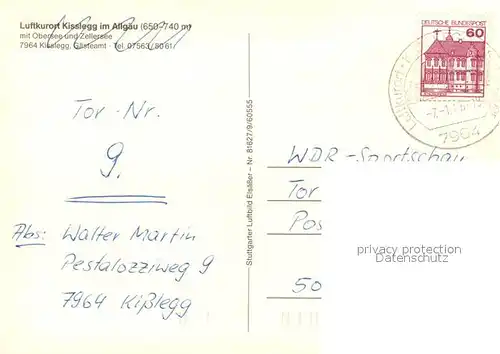 Luftkurort Kisslegg im Allgäu (650-740 m)
mit Obersee und Zellersee
7964 Kißlegg, Gästeamt · Tel. 07563/8061
Tor - Nr.
9.
Abs: Walter Martin
Pestalozziweg 9
7964 Kißlegg
Stuttgarter Luftbild Elsäßer – Nr. 81627/9/60555
DEUTSCHE BUNDESPOST
60
Luftkurort
7964
WDR - Sportschau
Tor
Pos
50
privacy protection
Datenschutz